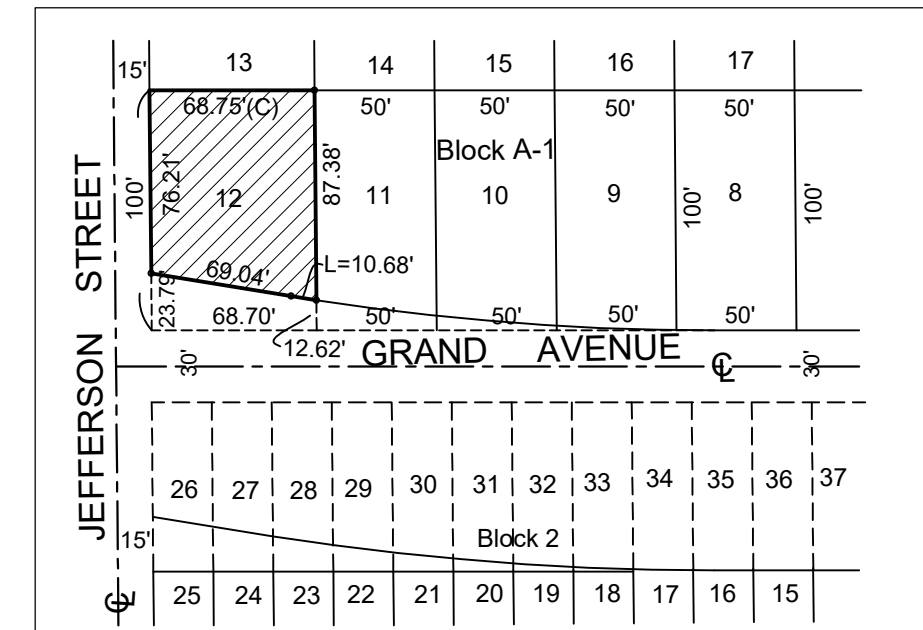 15' 13 14 15 16 17
68.75'(C) 50' 50' 50' 50'
Block A-1
JEFFERSON STREET
100' 76.21' 12 87.38' 11 10 9 100' 8 100'
69.04' L=10.68'
23.79' 68.70' 50' 50' 50' 50'
12.62'
30' GRAND AVENUE CL 30'
26 27 28 29 30 31 32 33 34 35 36 37
15' Block 2
CL 25 24 23 22 21 20 19 18 17 16 15